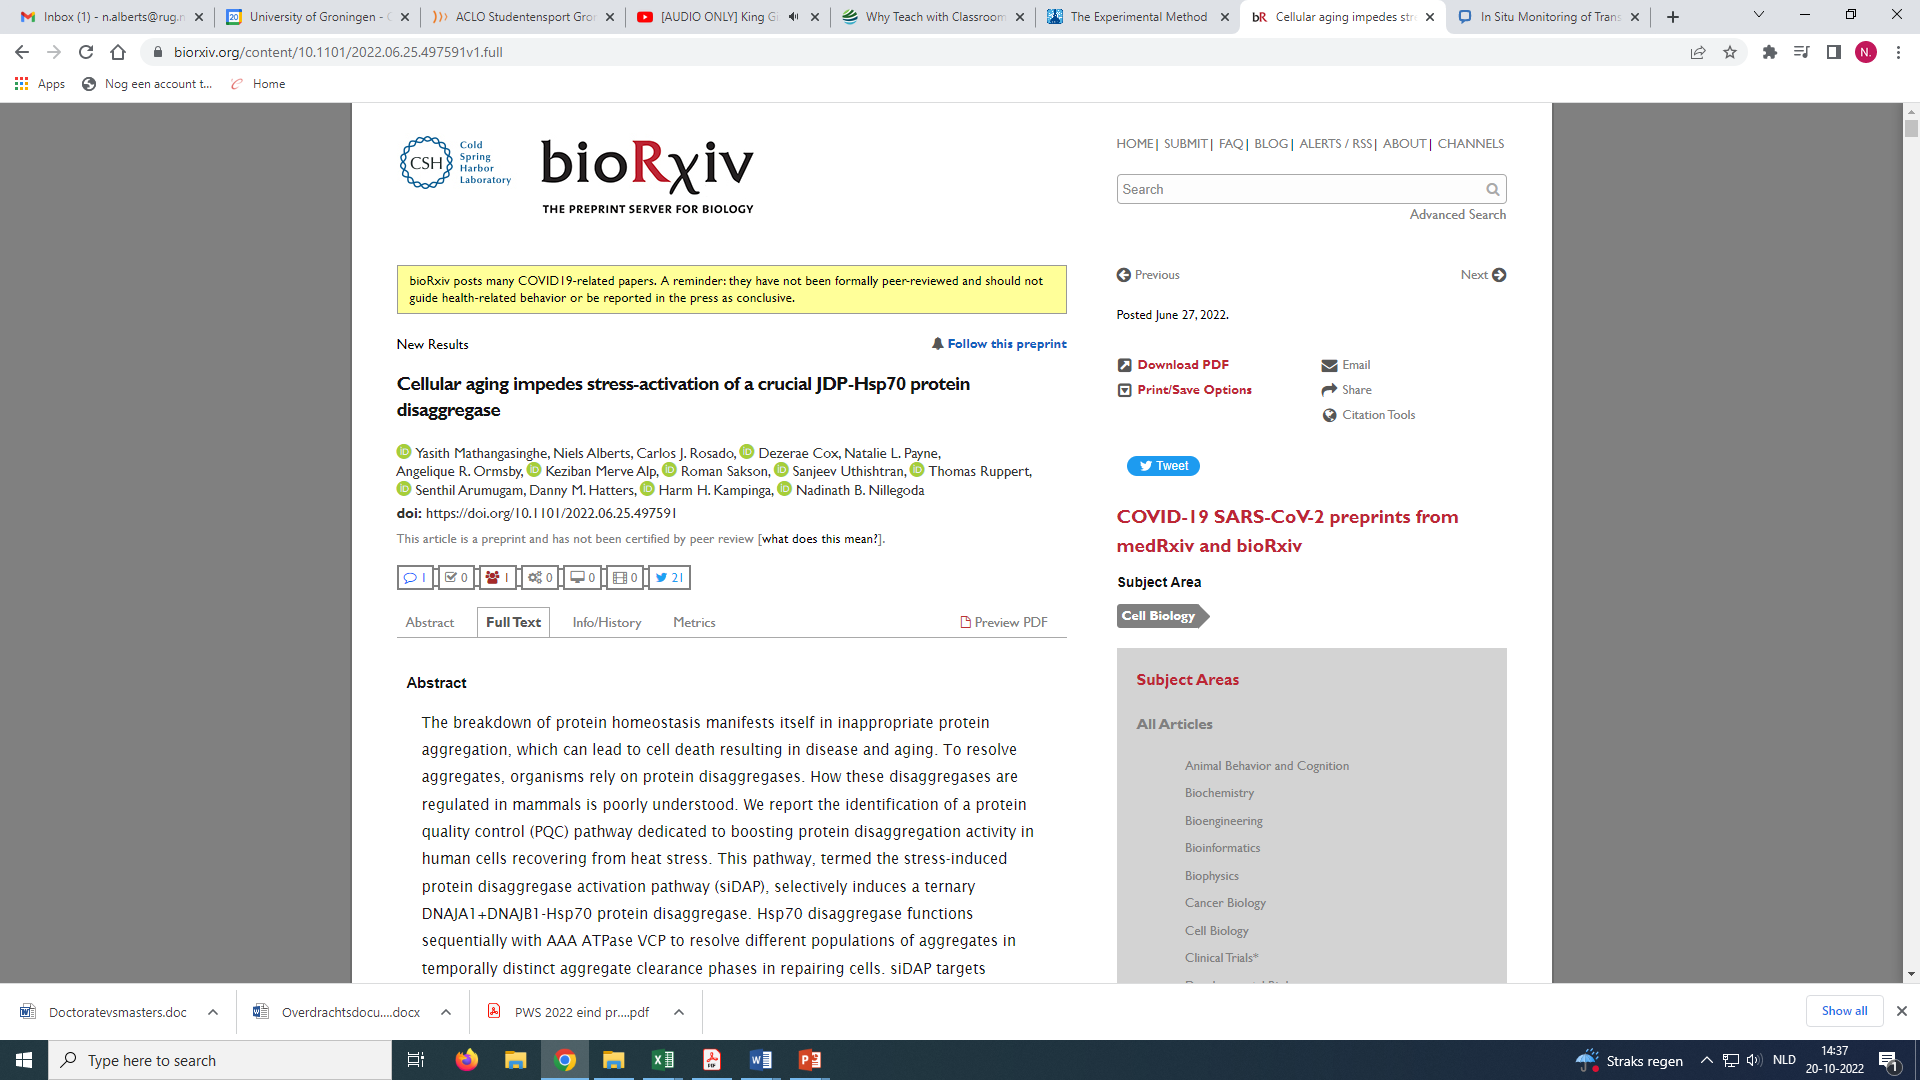 Inbox (1) - n.alberts@rug.n
University of Groningen - C
ACLO Studentensport Gro
[AUDIO ONLY] King Gi
Why Teach with Classroom
The Experimental Method
bR Cellular aging impedes stre
In Situ Monitoring of Trans
biorxiv.org/content/10.1101/2022.06.25.497591v1.full
N.
Apps
Nog een account t...
Home
CSH Cold
Spring
Harbor
Laboratory
bioRxiv
THE PREPRINT SERVER FOR BIOLOGY
HOME | SUBMIT | FAQ | BLOG | ALERTS / RSS | ABOUT | CHANNELS
Search
Advanced Search
bioRxiv posts many COVID19-related papers. A reminder: they have not been formally peer-reviewed and should not
guide health-related behavior or be reported in the press as conclusive.
Previous
Next
Posted June 27, 2022.
New Results
Follow this preprint
Download PDF
Email
Print/Save Options
Share
Citation Tools
Cellular aging impedes stress-activation of a crucial JDP-Hsp70 protein
disaggregase
iD Yasith Mathangasinghe, Niels Alberts, Carlos J. Rosado, iD Dezerae Cox, Natalie L. Payne,
Angelique R. Ormsby, iD Keziban Merve Alp, iD Roman Sakson, iD Sanjeev Uthishtran, iD Thomas Ruppert,
iD Senthil Arumugam, Danny M. Hatters, iD Harm H. Kampinga, iD Nadinath B. Nillegoda
doi: https://doi.org/10.1101/2022.06.25.497591
This article is a preprint and has not been certified by peer review [what does this mean?].
Tweet
COVID-19 SARS-CoV-2 preprints from
medRxiv and bioRxiv
1 0 1 0 0 0 21
Subject Area
Cell Biology
Abstract
Full Text
Info/History
Metrics
Preview PDF
Abstract
The breakdown of protein homeostasis manifests itself in inappropriate protein
aggregation, which can lead to cell death resulting in disease and aging. To resolve
aggregates, organisms rely on protein disaggregases. How these disaggregases are
regulated in mammals is poorly understood. We report the identification of a protein
quality control (PQC) pathway dedicated to boosting protein disaggregation activity in
human cells recovering from heat stress. This pathway, termed the stress-induced
protein disaggregase activation pathway (siDAP), selectively induces a ternary
DNAJA1+DNAJB1-Hsp70 protein disaggregase. Hsp70 disaggregase functions
sequentially with AAA ATPase VCP to resolve different populations of aggregates in
temporally distinct aggregate clearance phases in repairing cells. siDAP targets
Subject Areas
All Articles
Animal Behavior and Cognition
Biochemistry
Bioengineering
Bioinformatics
Biophysics
Cancer Biology
Cell Biology
Clinical Trials*
Doctoratevsmasters.doc
Overdrachtsdocu....docx
PWS 2022 eind pr....pdf
Show all
Type here to search
Straks regen
NLD
14:37
20-10-2022
1